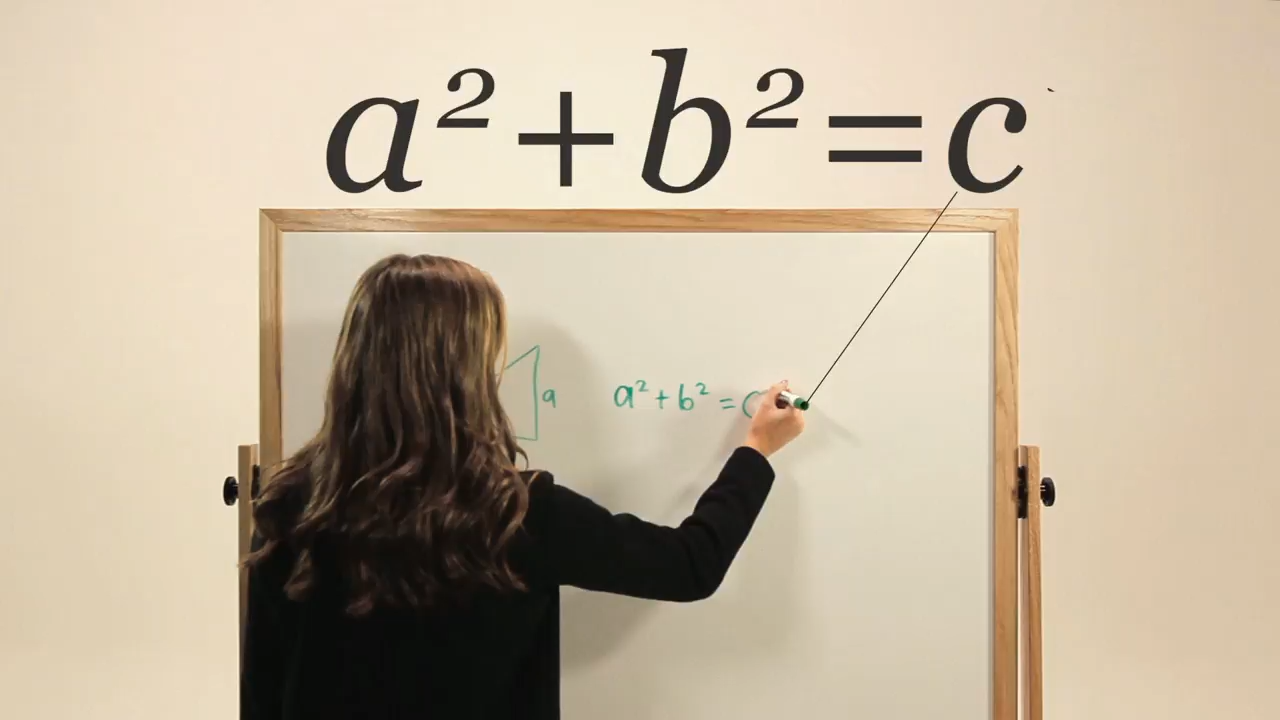 a²+b²=c
a a²+b² = c